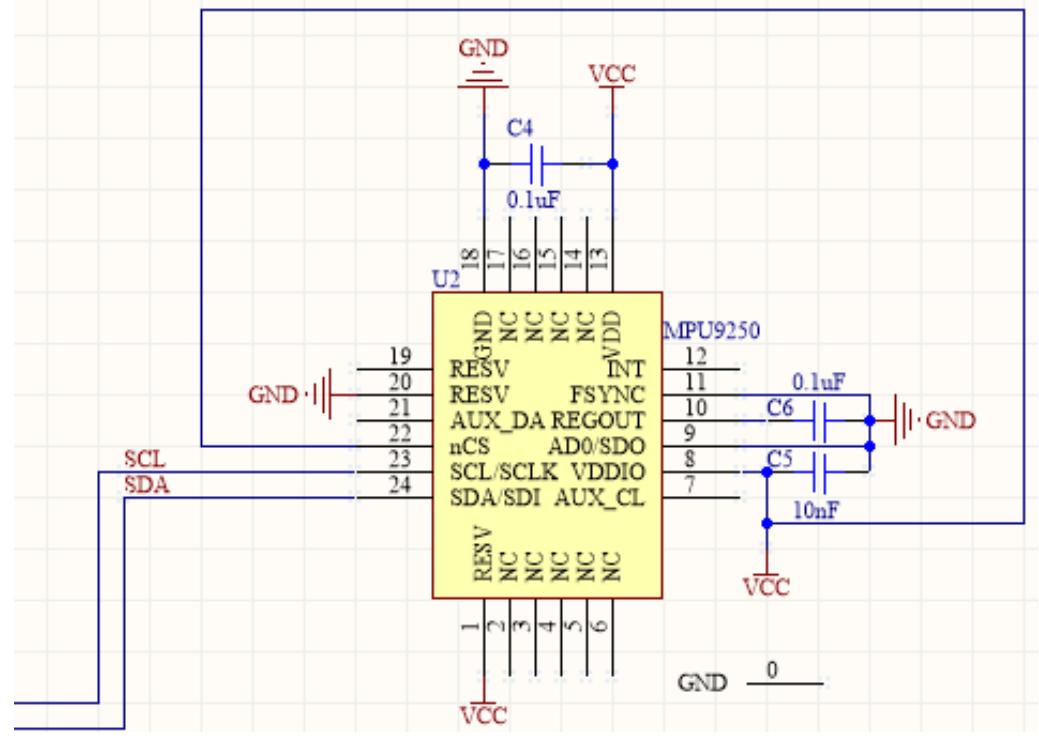 GND
VCC
C4
0.1uF
18 17 16 15 14 13
U2
GND NC NC NC NC VDD
MPU9250
19 RESV INT 12
GND 20 RESV FSYNC 11 0.1uF
21 AUX_DA REGOUT 10 C6 GND
22 nCS AD0/SDO 9
SCL 23 SCL/SCLK VDDIO 8 C5
SDA 24 SDA/SDI AUX_CL 7
10nF
RESV NC NC NC NC NC
VCC
1 2 3 4 5 6
GND 0
VCC